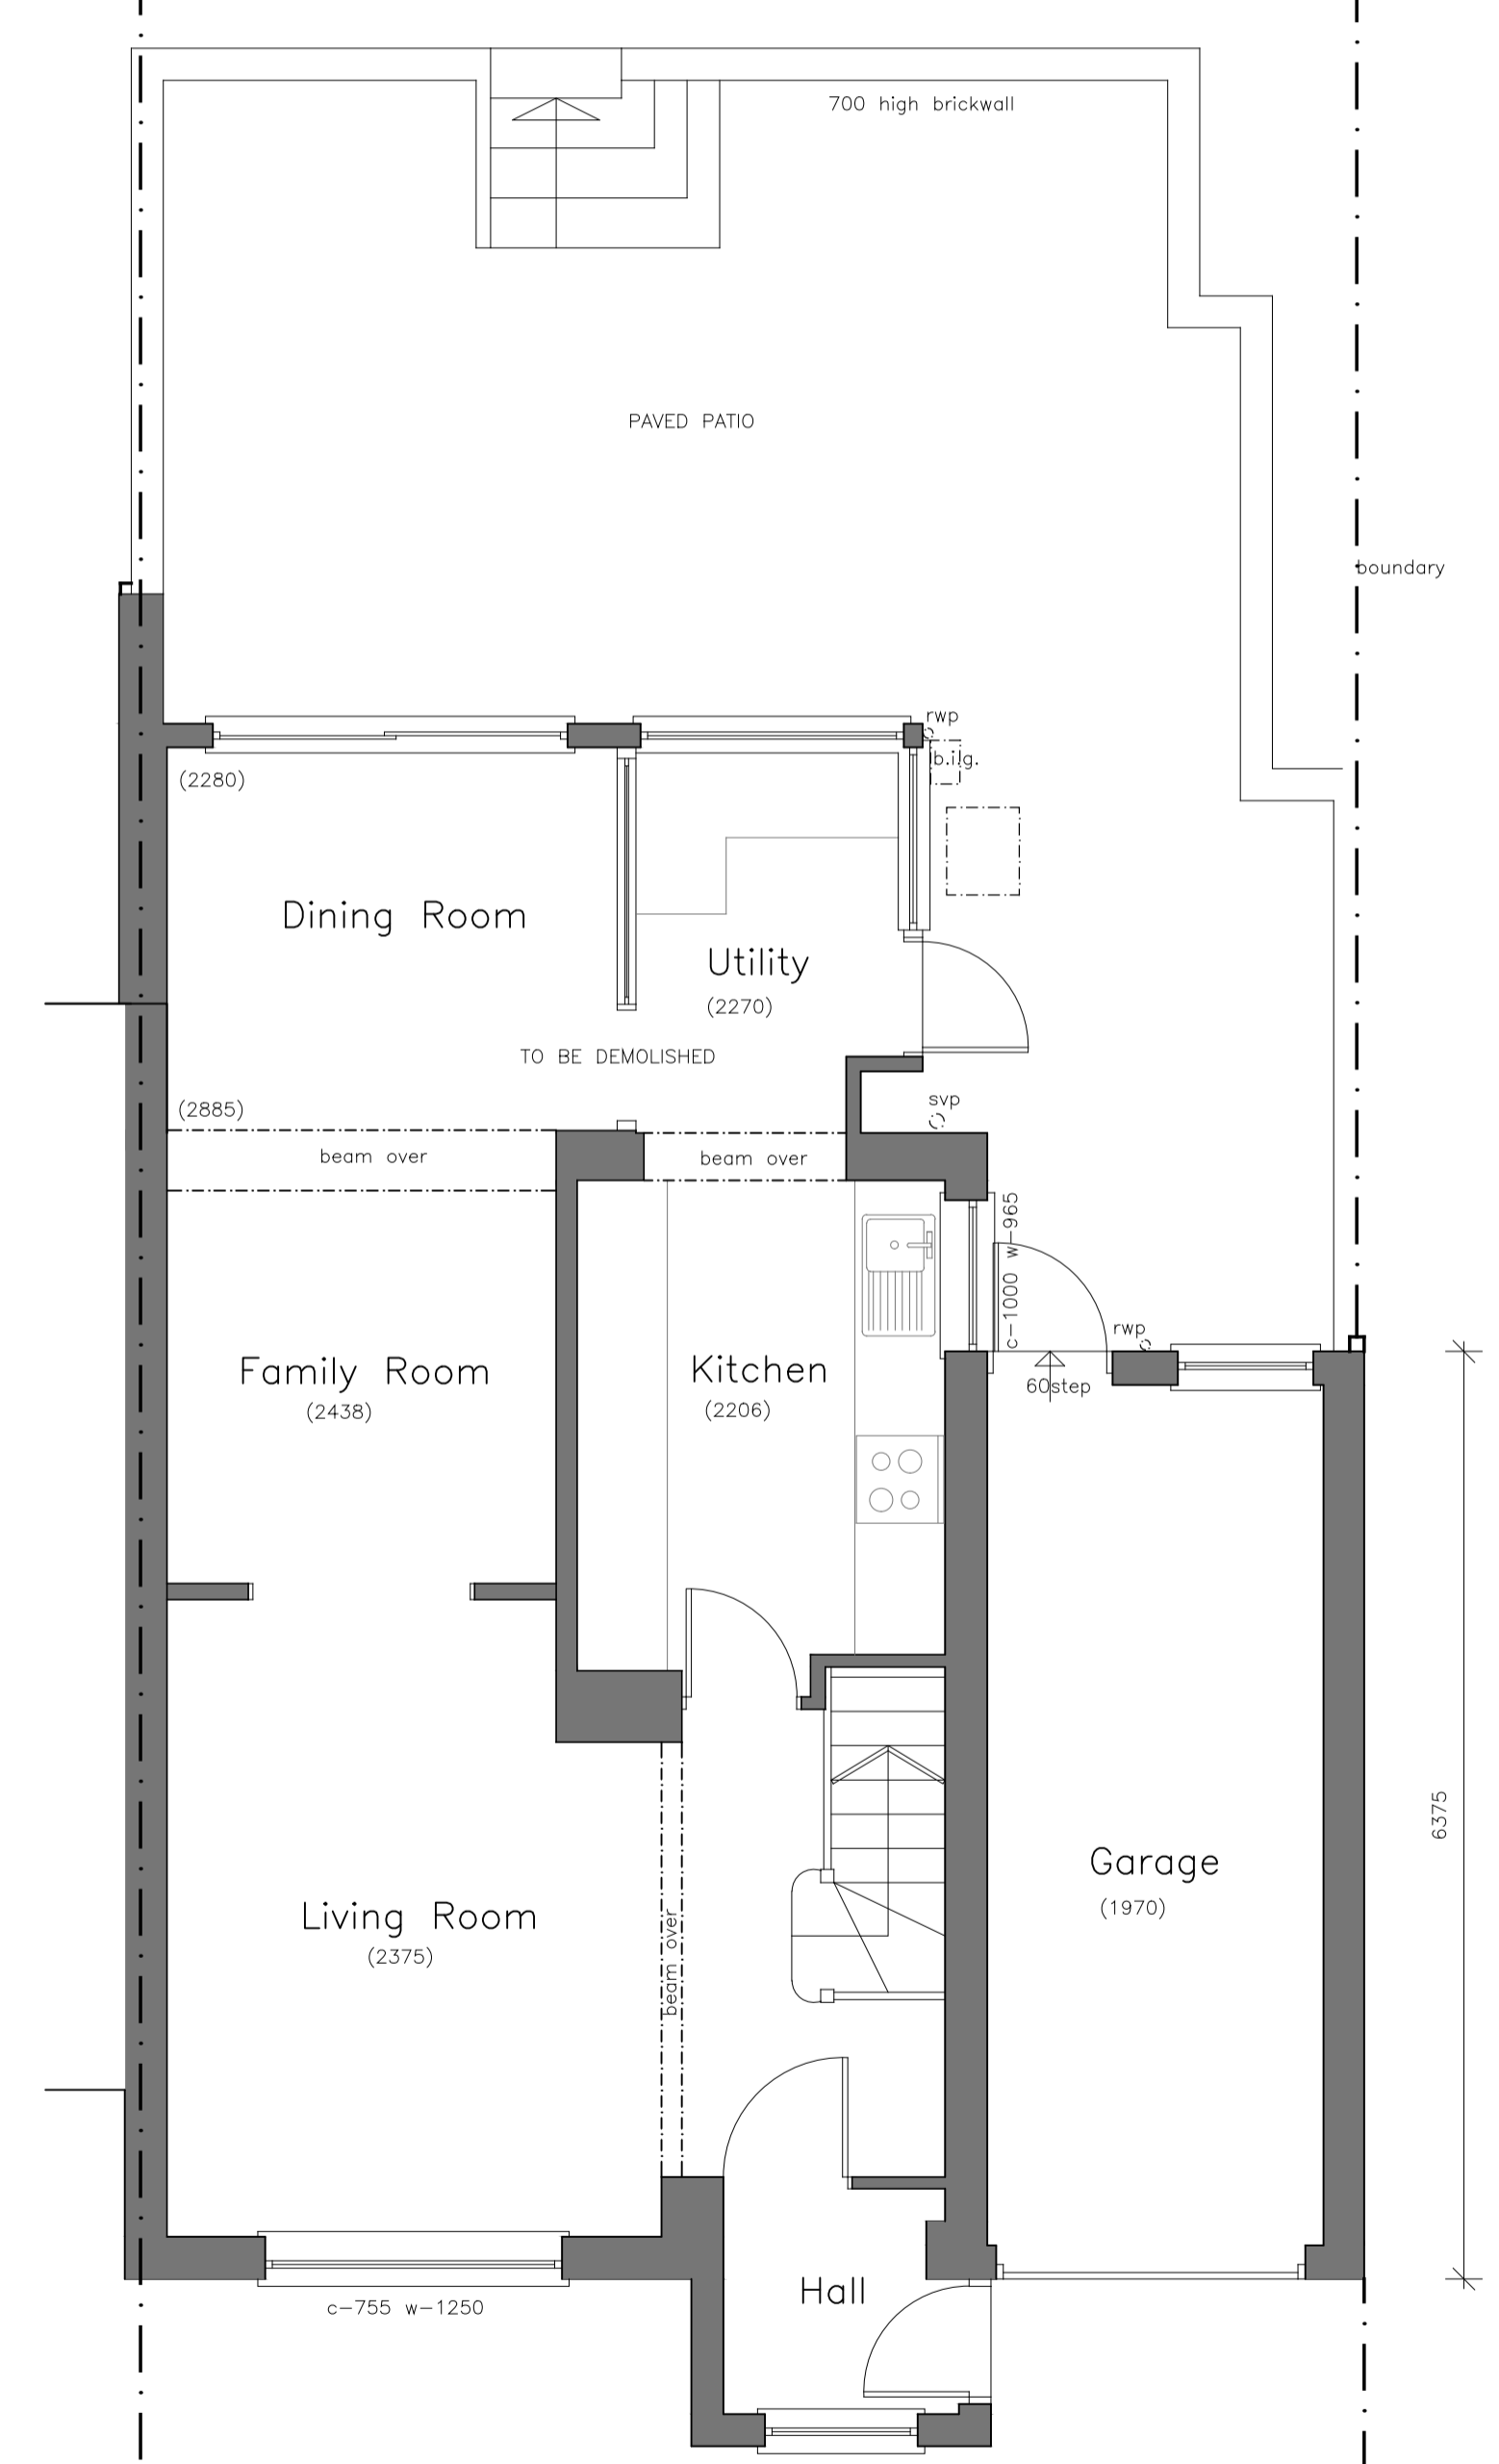 700 high brickwall
PAVED PATIO
boundary
rwp
b.i.g.
(2280)
Dining Room
Utility
(2270)
TO BE DEMOLISHED
(2885)
svp
beam over
beam over
c-1000 w-965
rwp
60step
Family Room
(2438)
Kitchen
(2206)
6375
Garage
(1970)
Living Room
(2375)
beam over
Hall
c-755 w-1250